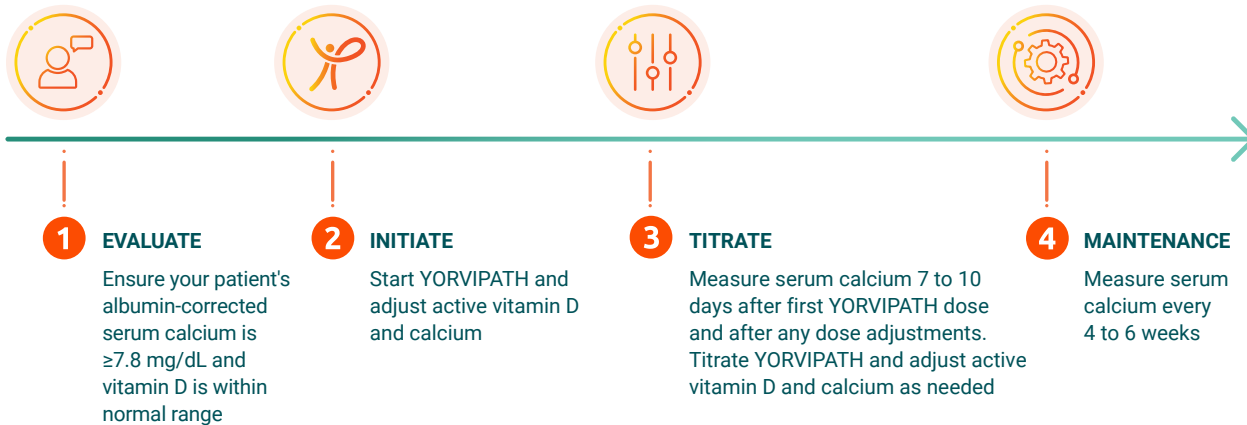 1
EVALUATE
Ensure your patient's
albumin-corrected
serum calcium is
≥7.8 mg/dL and
vitamin D is within
normal range
2
INITIATE
Start YORVIPATH and
adjust active vitamin D
and calcium
3
TITRATE
Measure serum calcium 7 to 10
days after first YORVIPATH dose
and after any dose adjustments.
Titrate YORVIPATH and adjust active
vitamin D and calcium as needed
4
MAINTENANCE
Measure serum
calcium every
4 to 6 weeks